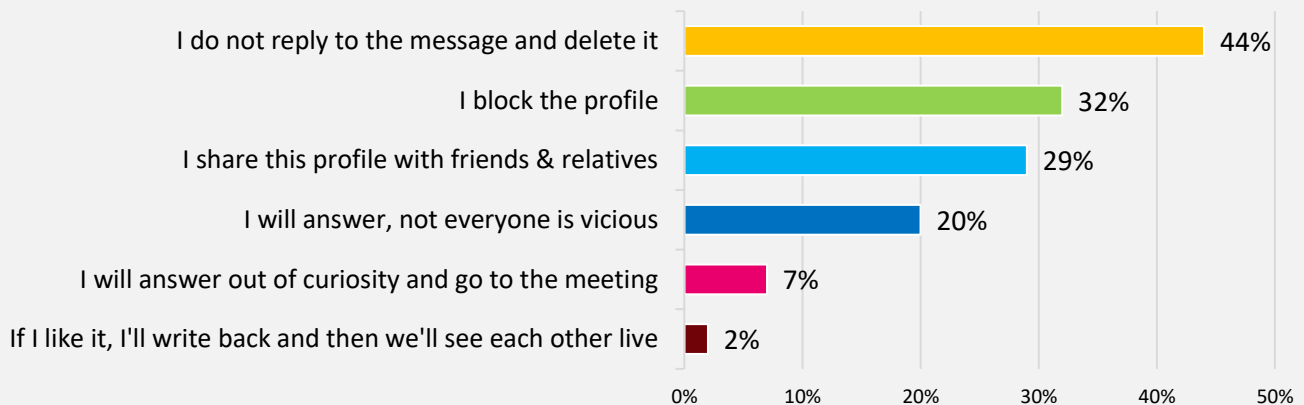 I do not reply to the message and delete it 44%
I block the profile 32%
I share this profile with friends & relatives 29%
I will answer, not everyone is vicious 20%
I will answer out of curiosity and go to the meeting 7%
If I like it, I'll write back and then we'll see each other live 2%
0% 10% 20% 30% 40% 50%